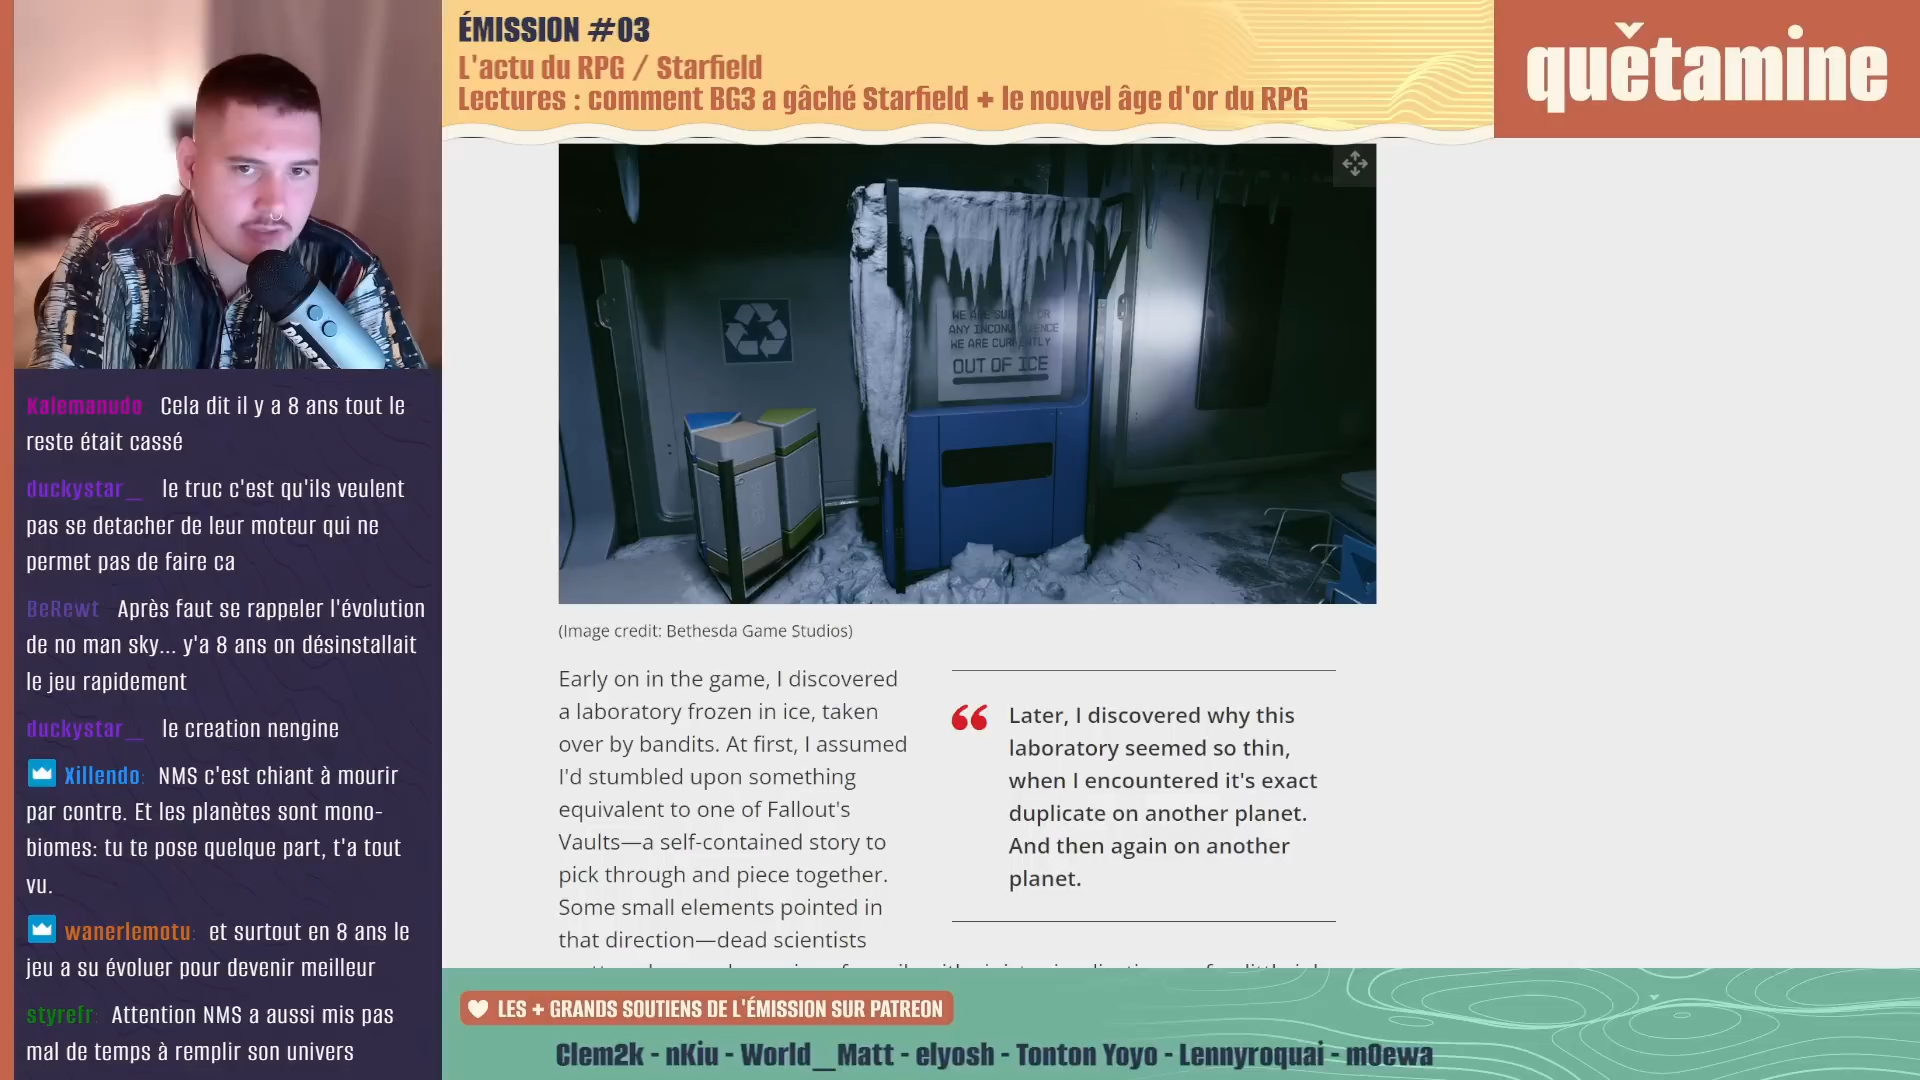 ÉMISSION #03
L'actu du RPG / Starfield
Lectures : comment BG3 a gâché Starfield + le nouvel âge d'or du RPG
quêtamine
Kalemanudo Cela dit il y a 8 ans tout le
reste était cassé
duckystar_ le truc c'est qu'ils veulent
pas se detacher de leur moteur qui ne
permet pas de faire ca
BeRewt Après faut se rappeler l'évolution
de no man sky... y'a 8 ans on désinstallait
le jeu rapidement
duckystar_ le creation nengine
Xillendo: NMS c'est chiant à mourir
par contre. Et les planètes sont mono-
biomes: tu te pose quelque part, t'a tout
vu.
wanerlemotu: et surtout en 8 ans le
jeu a su évoluer pour devenir meilleur
styrefr: Attention NMS a aussi mis pas
mal de temps à remplir son univers
WE ARE
ANY
WE ARE CURRENTLY
OUT OF ICE
(Image credit: Bethesda Game Studios)
Early on in the game, I discovered
a laboratory frozen in ice, taken
over by bandits. At first, I assumed
I'd stumbled upon something
equivalent to one of Fallout's
Vaults—a self-contained story to
pick through and piece together.
Some small elements pointed in
that direction—dead scientists
Later, I discovered why this
laboratory seemed so thin,
when I encountered it's exact
duplicate on another planet.
And then again on another
planet.
LES + GRANDS SOUTIENS DE L'ÉMISSION SUR PATREON
Clem2k - nKiu - World_Matt - elyosh - Tonton Yoyo - Lennyroquai - m0ewa